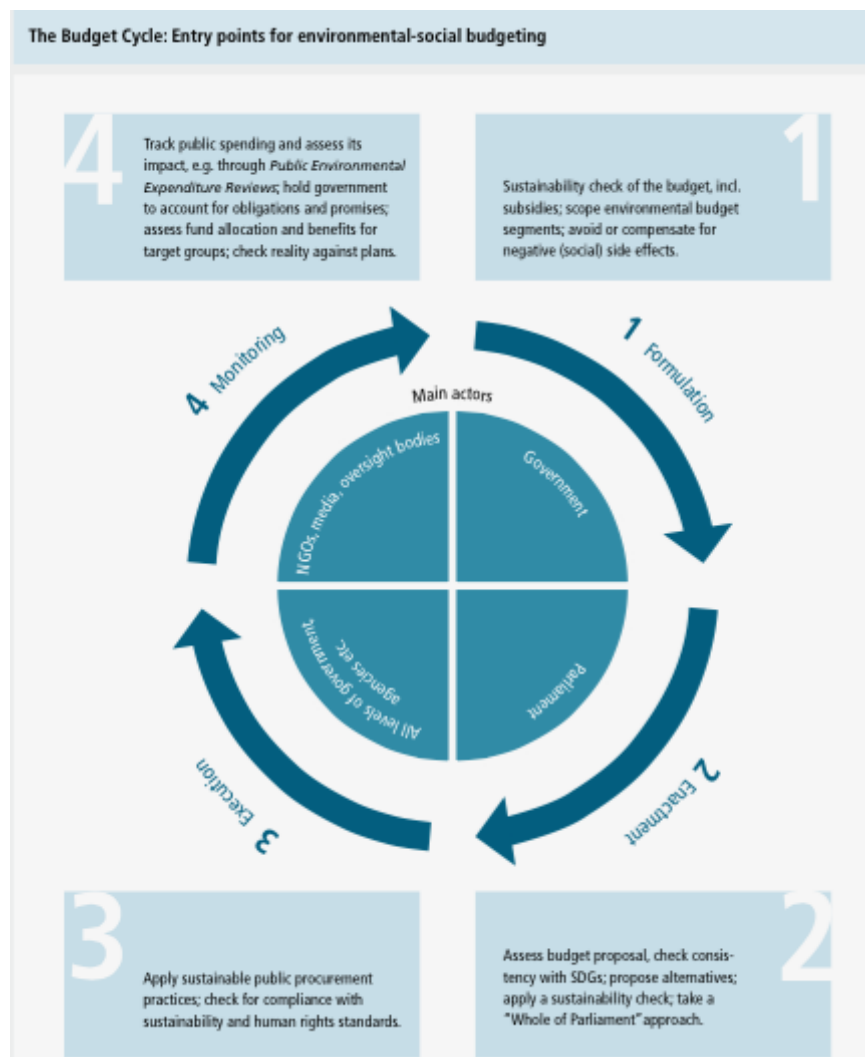 The Budget Cycle: Entry points for environmental-social budgeting
4
Track public spending and assess its
impact, e.g. through Public Environmental
Expenditure Reviews; hold government
to account for obligations and promises;
assess fund allocation and benefits for
target groups; check reality against plans.
1
Sustainability check of the budget, incl.
subsidies; scope environmental budget
segments; avoid or compensate for
negative (social) side effects.
4 Monitoring
1 Formulation
Main actors
NGOs, media, oversight bodies
Government
All levels of government,
agencies etc.
Parliament
3 Execution
2 Enactment
3
Apply sustainable public procurement
practices; check for compliance with
sustainability and human rights standards.
2
Assess budget proposal, check consis-
tency with SDGs; propose alternatives;
apply a sustainability check; take a
"Whole of Parliament" approach.